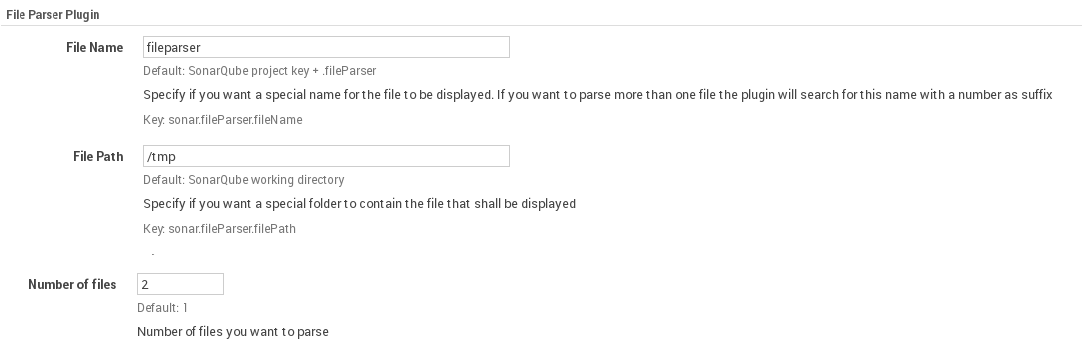 File Parser Plugin
File Name fileparser
Default: SonarQube project key + .fileParser
Specify if you want a special name for the file to be displayed. If you want to parse more than one file the plugin will search for this name with a number as suffix
Key: sonar.fileParser.fileName
File Path /tmp
Default: SonarQube working directory
Specify if you want a special folder to contain the file that shall be displayed
Key: sonar.fileParser.filePath
Number of files 2
Default: 1
Number of files you want to parse